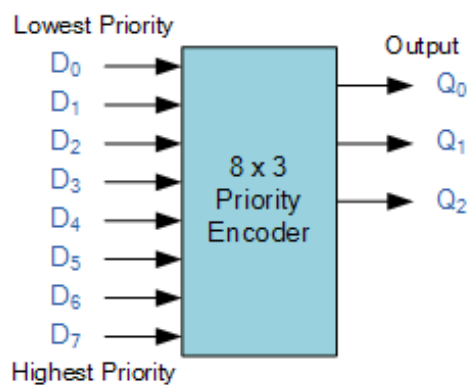 Lowest Priority
D₀
D₁
D₂
D₃
D₄
D₅
D₆
D₇
Highest Priority
8 x 3
Priority
Encoder
Output
Q₀
Q₁
Q₂